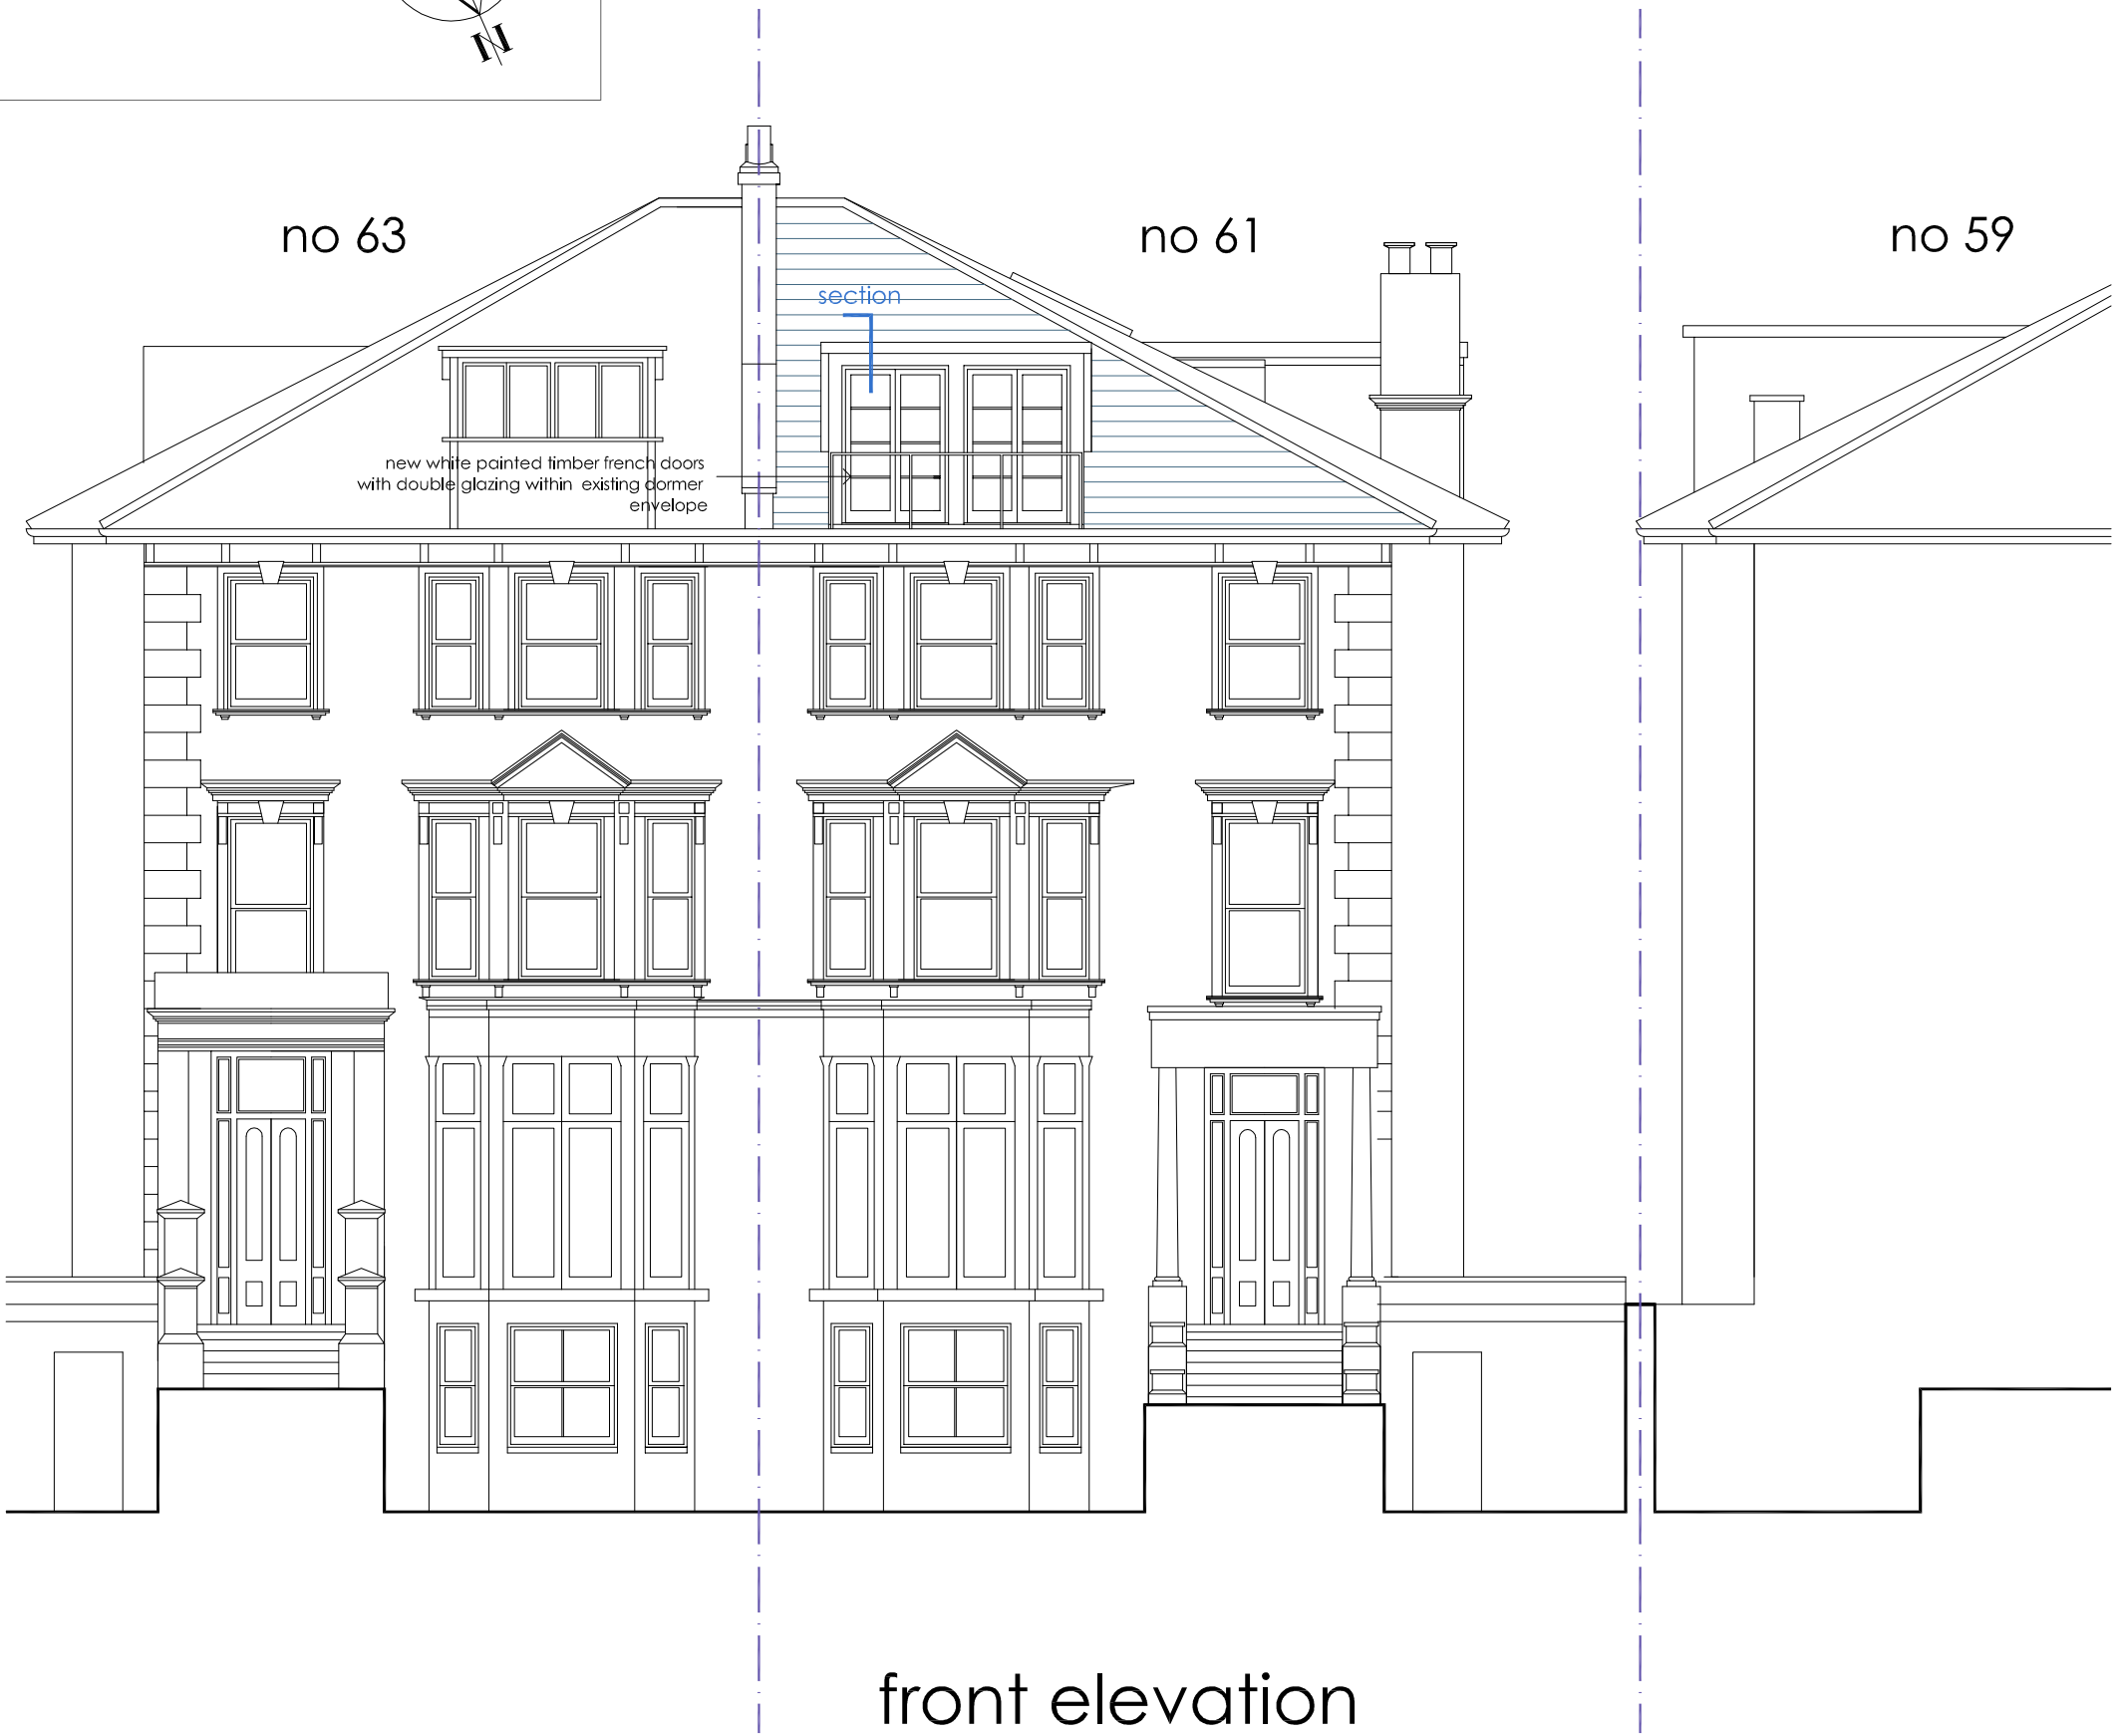 N
no 63
no 61
no 59
section
new white painted timber french doors
with double glazing within existing dormer
envelope
front elevation